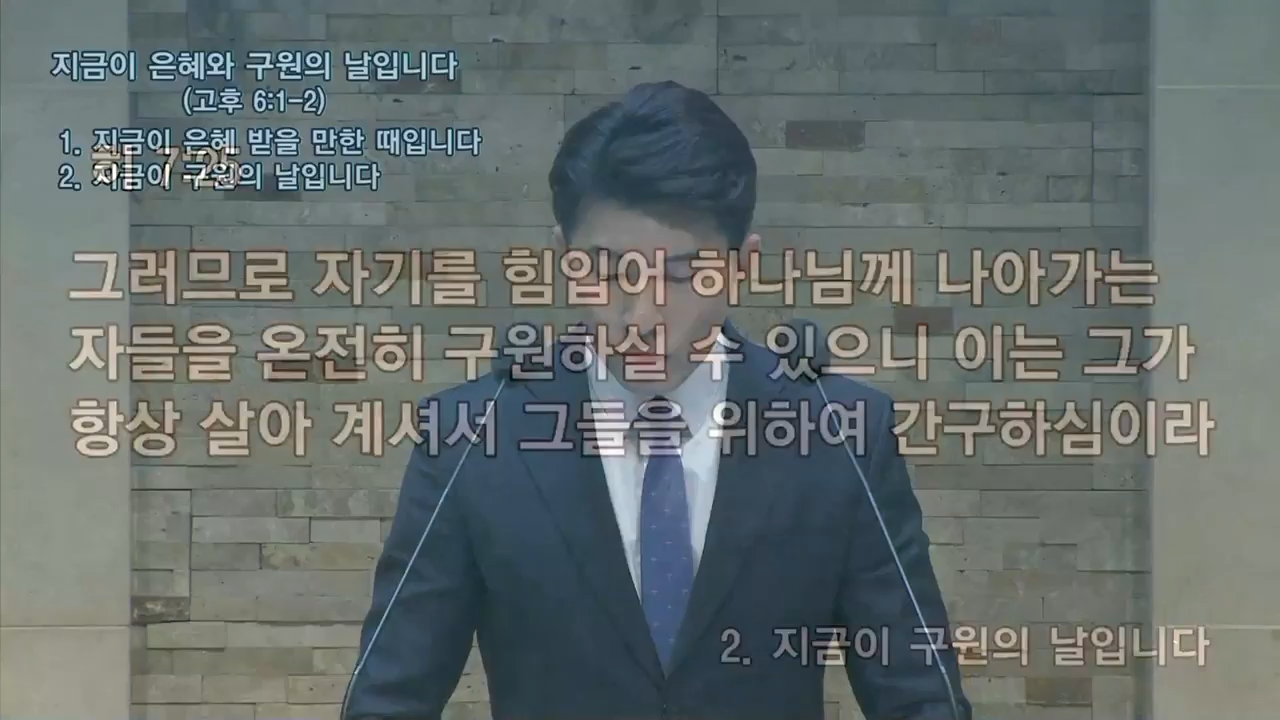 지금이 은혜와 구원의 날입니다
(고후 6:1-2)
1. 지금이 은혜 받을 만한 때입니다
2. 지금이 구원의 날입니다
히 7:25
그러므로 자기를 힘입어 하나님께 나아가는
자들을 온전히 구원하실 수 있으니 이는 그가
항상 살아 계셔서 그들을 위하여 간구하심이라
2. 지금이 구원의 날입니다